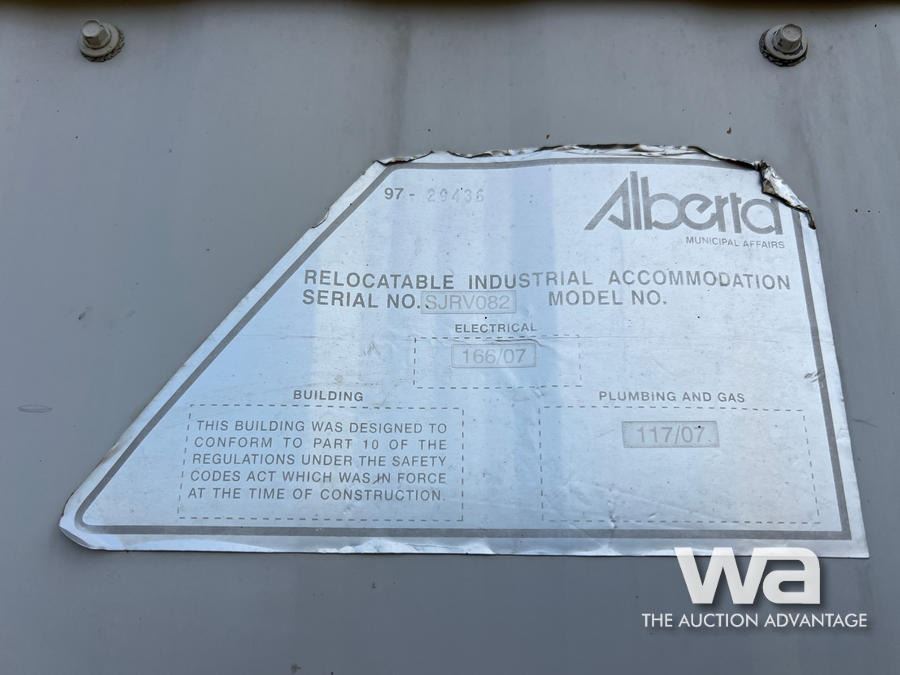 97- 29436
Alberta
MUNICIPAL AFFAIRS
RELOCATABLE INDUSTRIAL ACCOMMODATION
SERIAL NO. SJRV082 MODEL NO.
ELECTRICAL
166/07
BUILDING
THIS BUILDING WAS DESIGNED TO
CONFORM TO PART 10 OF THE
REGULATIONS UNDER THE SAFETY
CODES ACT WHICH WAS IN FORCE
AT THE TIME OF CONSTRUCTION.
PLUMBING AND GAS
117/07
wa
THE AUCTION ADVANTAGE